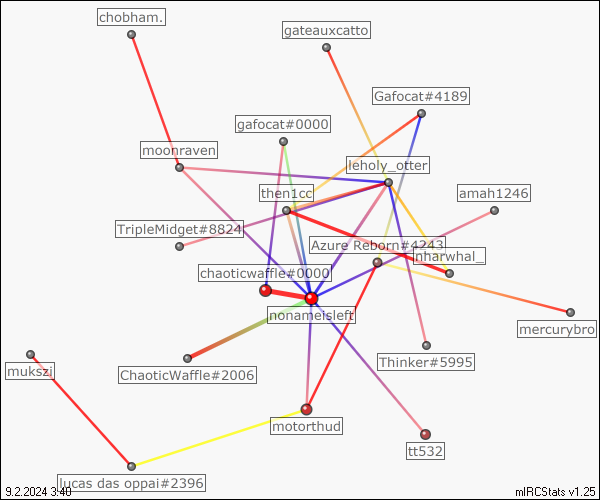 chobham.
gateauxcatto
Gafocat#4189
gafocat#0000
moonraven
leholy_otter
then1cc
amah1246
TripleMidget#8824
Azure Reborn#4243
nharwhal_
chaoticwaffle#0000
nonameisleft
mercurybro
Thinker#5995
mukszi
ChaoticWaffle#2006
motorthud
tt532
lucas das oppai#2396
9.2.2024 3:40
mIRCStats v1.25